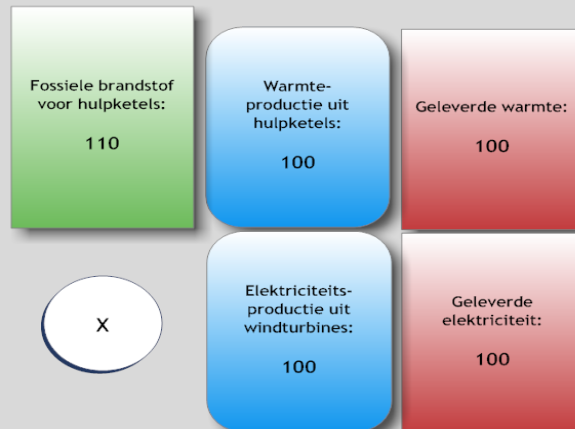 Fossiele brandstof
voor hulpketels:
110
Warmte-
productie uit
hulpketels:
100
Geleverde warmte:
100
X
Elektriciteits-
productie uit
windturbines:
100
Geleverde
elektriciteit:
100